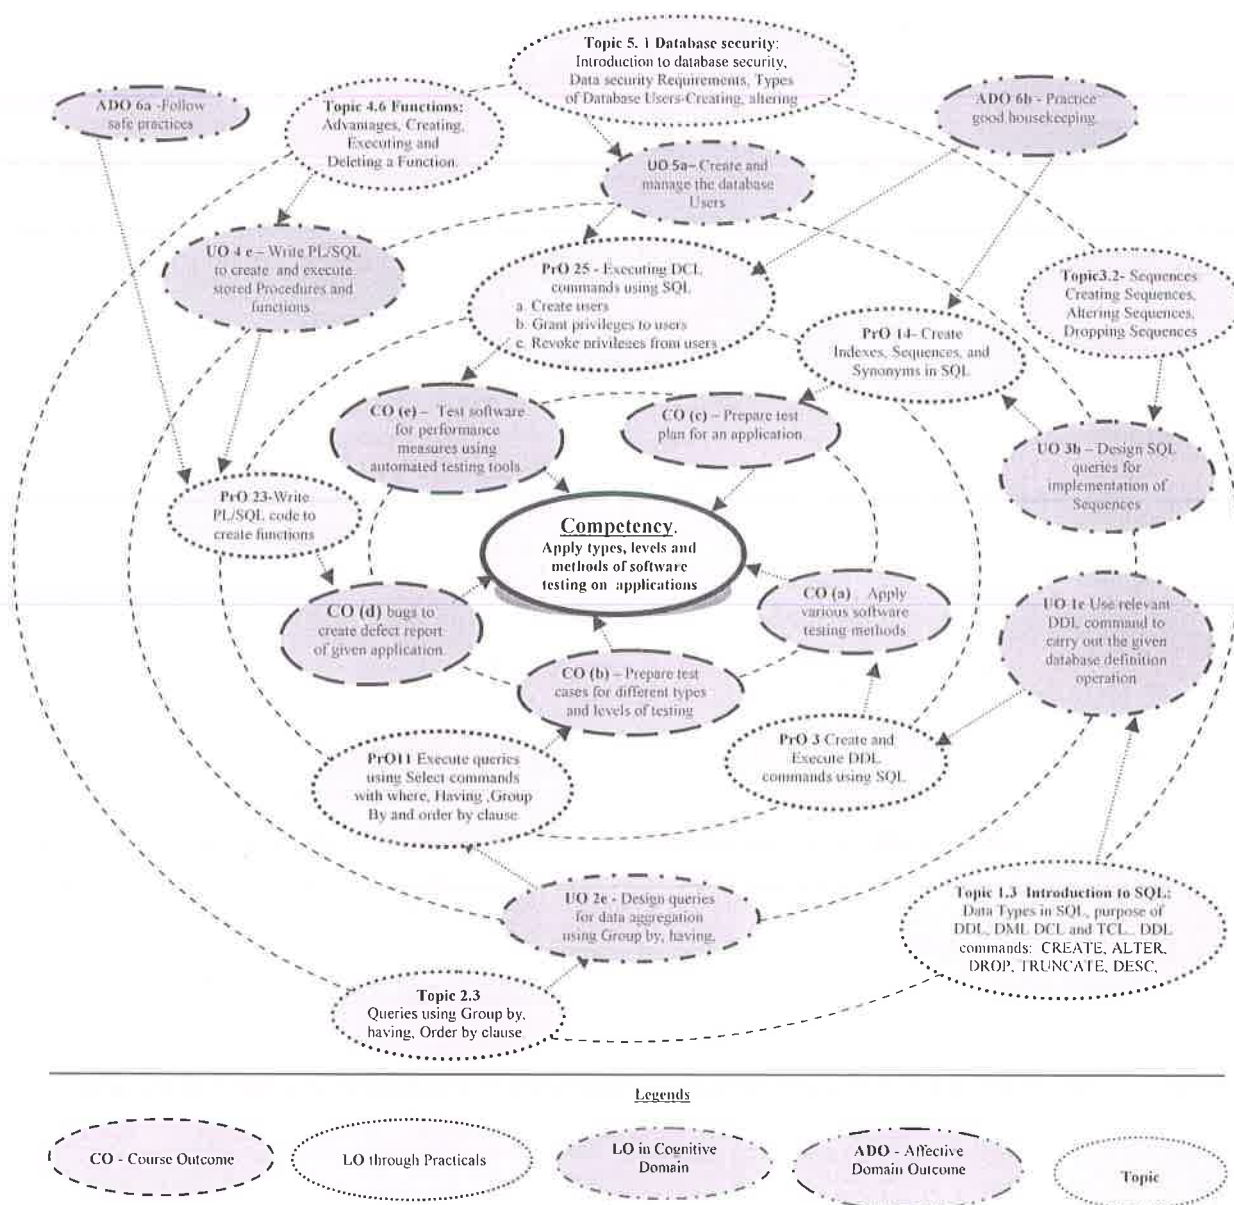 Topic 5. 1 Database security:
Introduction to database security,
Data security Requirements, Types
of Database Users-Creating, altering
ADO 6a -Follow
safe practices
Topic 4.6 Functions:
Advantages, Creating,
Executing and
Deleting a Function.
ADO 6b - Practice
good housekeeping.
UO 5a– Create and
manage the database
Users
UO 4 e – Write PL/SQL
to create and execute
stored Procedures and
functions
PrO 25 - Executing DCL
commands using SQL
a. Create users
b. Grant privileges to users
c. Revoke privileges from users
Topic3.2- Sequences
Creating Sequences,
Altering Sequences,
Dropping Sequences
PrO 14– Create
Indexes, Sequences, and
Synonyms in SQL
CO (e) – Test software
for performance
measures using
automated testing tools.
CO (c) – Prepare test
plan for an application
UO 3b – Design SQL
queries for
implementation of
Sequences
PrO 23-Write
PL/SQL code to
create functions
Competency.
Apply types, levels and
methods of software
testing on applications
CO (d) bugs to
create defect report
of given application.
CO (a) . Apply
various software
testing methods
UO 1e Use relevant
DDL command to
carry out the given
database definition
operation
CO (b) – Prepare test
cases for different types
and levels of testing
PrO11 Execute queries
using Select commands
with where, Having ,Group
By and order by clause
PrO 3 Create and
Execute DDL
commands using SQL
UO 2e - Design queries
for data aggregation
using Group by, having,
Topic 1.3 Introduction to SQL:
Data Types in SQL, purpose of
DDL, DML DCL and TCL. DDL
commands: CREATE, ALTER,
DROP, TRUNCATE, DESC,
Topic 2.3
Queries using Group by,
having, Order by clause
Legends
CO - Course Outcome
LO through Practicals
LO in Cognitive
Domain
ADO - Affective
Domain Outcome
Topic